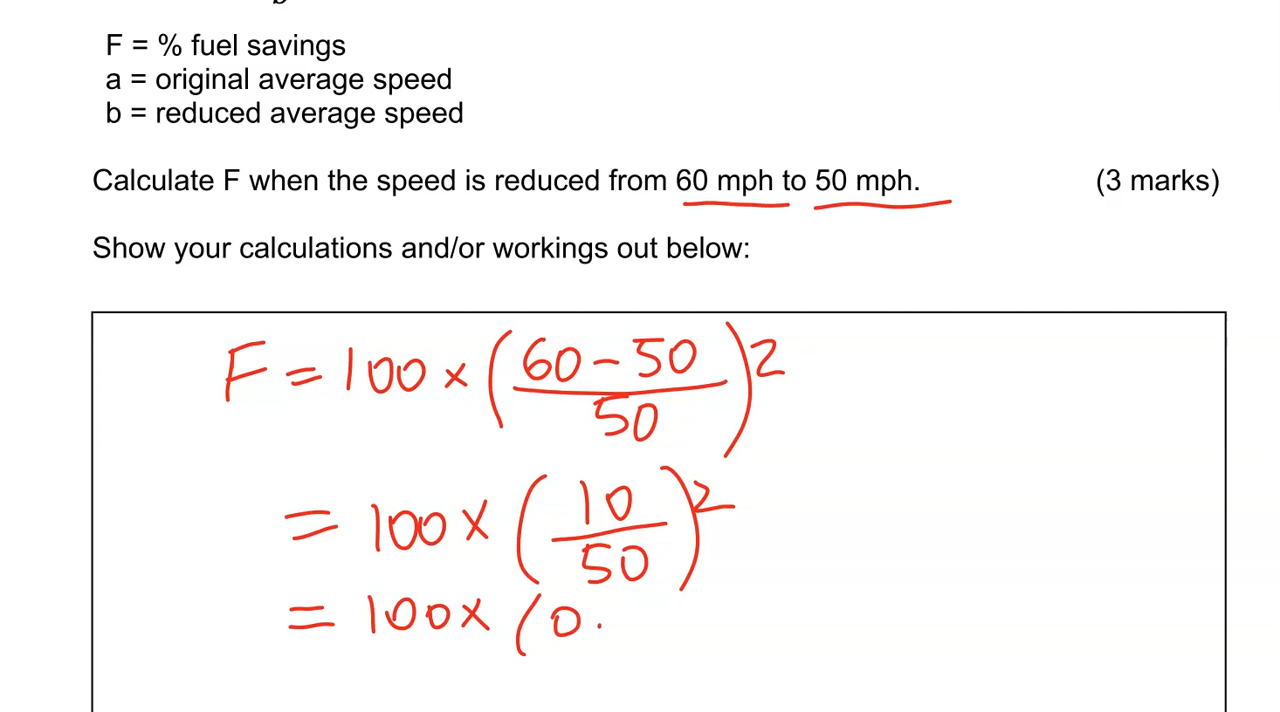 b
F = % fuel savings
a = original average speed
b = reduced average speed
Calculate F when the speed is reduced from 60 mph to 50 mph. (3 marks)
Show your calculations and/or workings out below:
F = 100 × (60 - 50 / 50)²
= 100 × (10 / 50)²
= 100 × (0.